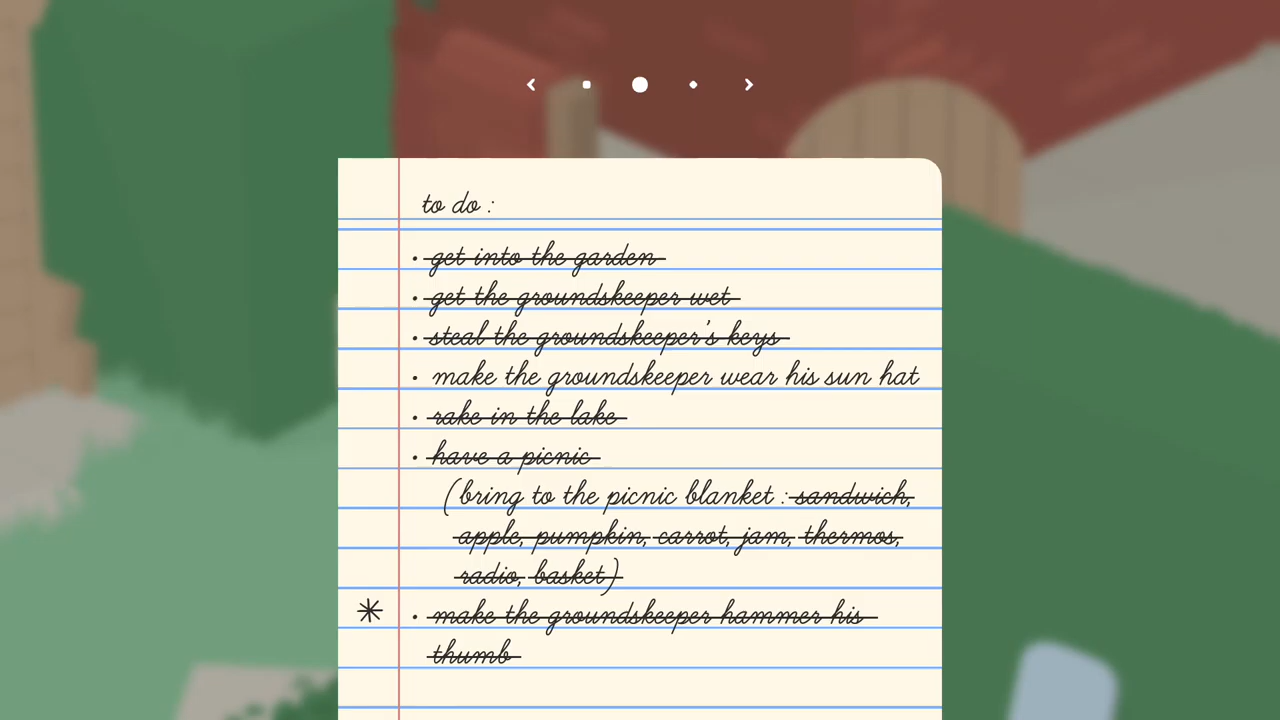 to do :
• get into the garden
• get the groundskeeper wet
• steal the groundskeeper's keys
• make the groundskeeper wear his sun hat
• rake in the lake
• have a picnic
(bring to the picnic blanket : sandwich,
apple, pumpkin, carrot, jam, thermos,
radio, basket)
• make the groundskeeper hammer his
thumb